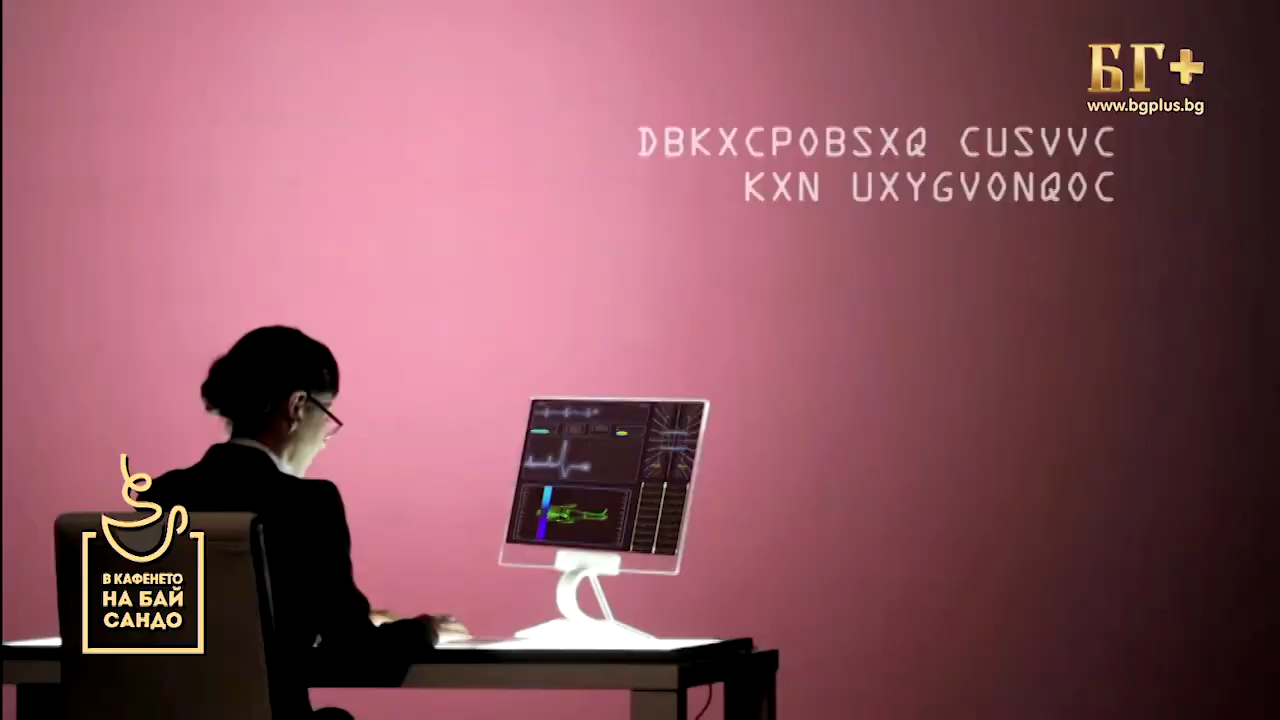 БГ+
www.bgplus.bg
DBKXCPOBSXQ CUSVVC
KXN UXYGVONQOC
В КАФЕНЕТО
НА БАЙ
САНДО